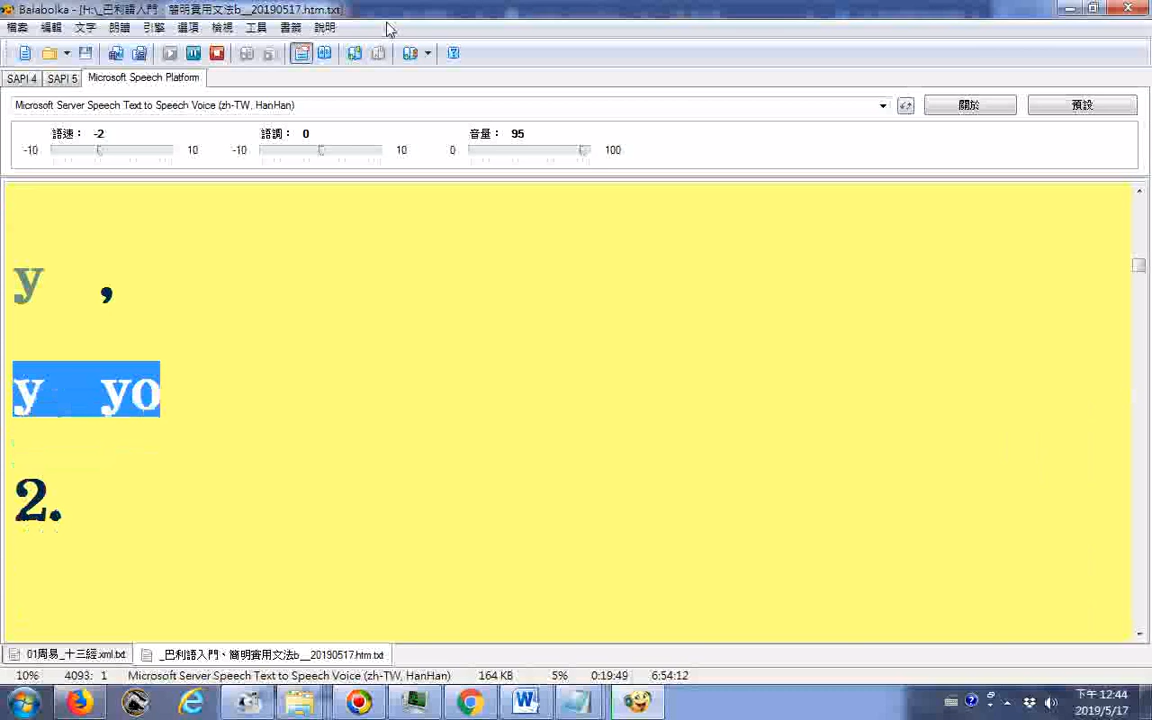 Balabolka - [H:\_巴利語入門、簡明實用文法b__20190517.htm.txt]
檔案 編輯 文字 朗讀 引擎 選項 檢視 工具 書籤 說明
SAPI 4 SAPI 5 Microsoft Speech Platform
Microsoft Server Speech Text to Speech Voice (zh-TW, HanHan) 關於 預設
語速： -2 語調： 0 音量： 95
-10 10 -10 10 0 100
y ,
y yo
2.
01周易_十三經.xml.txt _巴利語入門、簡明實用文法b__20190517.htm.txt
10% 4093: 1 Microsoft Server Speech Text to Speech Voice (zh-TW, HanHan) 164 KB 5% 0:19:49 6:54:12
下午 12:44
2019/5/17